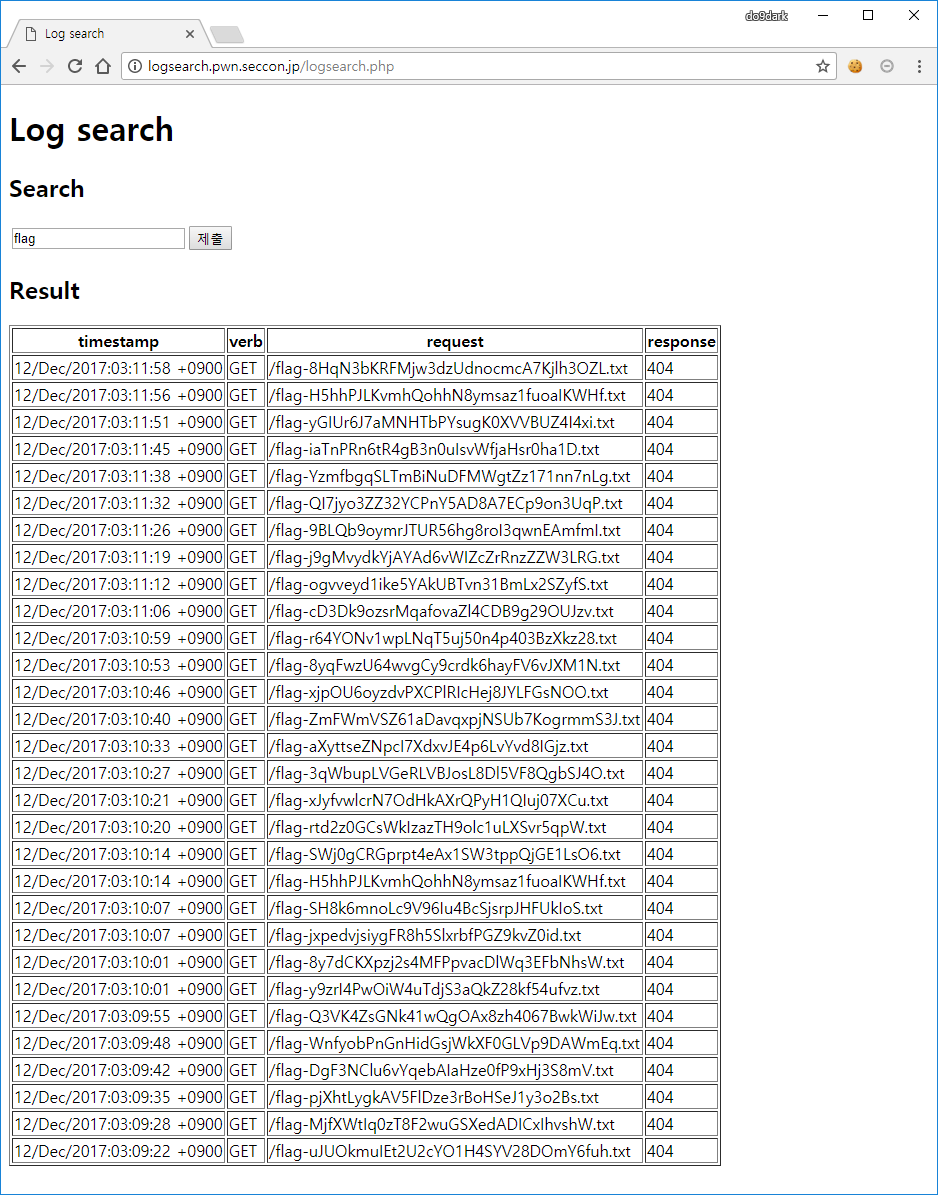 do9dark
Log search
logsearch.pwn.seccon.jp/logsearch.php
Log search
Search
flag 제출
Result
timestamp verb request response
12/Dec/2017:03:11:58 +0900 GET /flag-8HqN3bKRFMjw3dzUdnocmcA7Kjlh3OZL.txt 404
12/Dec/2017:03:11:56 +0900 GET /flag-H5hhPJLKvmhQohhN8ymsaz1fuoaIKWHf.txt 404
12/Dec/2017:03:11:51 +0900 GET /flag-yGIUr6J7aMNHTbPYsugK0XVVBUZ4I4xi.txt 404
12/Dec/2017:03:11:45 +0900 GET /flag-iaTnPRn6tR4gB3n0uIsvWfjaHsr0ha1D.txt 404
12/Dec/2017:03:11:38 +0900 GET /flag-YzmfbgqSLTmBiNuDFMWgtZz171nn7nLg.txt 404
12/Dec/2017:03:11:32 +0900 GET /flag-QI7jyo3ZZ32YCPnY5AD8A7ECp9on3UqP.txt 404
12/Dec/2017:03:11:26 +0900 GET /flag-9BLQb9oymrJTUR56hg8roI3qwnEAmfmI.txt 404
12/Dec/2017:03:11:19 +0900 GET /flag-j9gMvydkYjAYAd6vWIZcZrRnzZZW3LRG.txt 404
12/Dec/2017:03:11:12 +0900 GET /flag-ogvveyd1ike5YAkUBTvn31BmLx2SZyfS.txt 404
12/Dec/2017:03:11:06 +0900 GET /flag-cD3Dk9ozsrMqafovaZl4CDB9g29OUJzv.txt 404
12/Dec/2017:03:10:59 +0900 GET /flag-r64YONv1wpLNqT5uj50n4p403BzXkz28.txt 404
12/Dec/2017:03:10:53 +0900 GET /flag-8yqFwzU64wvgCy9crdk6hayFV6vJXM1N.txt 404
12/Dec/2017:03:10:46 +0900 GET /flag-xjpOU6oyzdvPXCPlRIcHej8JYLFGsNOO.txt 404
12/Dec/2017:03:10:40 +0900 GET /flag-ZmFWmVSZ61aDavqxpjNSUb7KogrmmS3J.txt 404
12/Dec/2017:03:10:33 +0900 GET /flag-aXyttseZNpcI7XdxvJE4p6LvYvd8IGjz.txt 404
12/Dec/2017:03:10:27 +0900 GET /flag-3qWbupLVGeRLVBJosL8Dl5VF8QgbSJ4O.txt 404
12/Dec/2017:03:10:21 +0900 GET /flag-xJyfvwlcrN7OdHkAXrQPyH1QIuj07XCu.txt 404
12/Dec/2017:03:10:20 +0900 GET /flag-rtd2z0GCsWkIzazTH9olc1uLXSvr5qpW.txt 404
12/Dec/2017:03:10:14 +0900 GET /flag-SWj0gCRGprpt4eAx1SW3tppQjGE1LsO6.txt 404
12/Dec/2017:03:10:14 +0900 GET /flag-H5hhPJLKvmhQohhN8ymsaz1fuoaIKWHf.txt 404
12/Dec/2017:03:10:07 +0900 GET /flag-SH8k6mnoLc9V96Iu4BcSjsrpJHFUkIoS.txt 404
12/Dec/2017:03:10:07 +0900 GET /flag-jxpedvjsiygFR8h5SlxrbfPGZ9kvZ0id.txt 404
12/Dec/2017:03:10:01 +0900 GET /flag-8y7dCKXpzj2s4MFPpvacDlWq3EFbNhsW.txt 404
12/Dec/2017:03:10:01 +0900 GET /flag-y9zrI4PwOiW4uTdjS3aQkZ28kf54ufvz.txt 404
12/Dec/2017:03:09:55 +0900 GET /flag-Q3VK4ZsGNk41wQgOAx8zh4067BwkWiJw.txt 404
12/Dec/2017:03:09:48 +0900 GET /flag-WnfyobPnGnHidGsjWkXF0GLVp9DAWmEq.txt 404
12/Dec/2017:03:09:42 +0900 GET /flag-DgF3NClu6vYqebAIaHze0fP9xHj3S8mV.txt 404
12/Dec/2017:03:09:35 +0900 GET /flag-pjXhtLygkAV5FlDze3rBoHSeJ1y3o2Bs.txt 404
12/Dec/2017:03:09:28 +0900 GET /flag-MjfXWtIq0zT8F2wuGSXedADICxIhvshW.txt 404
12/Dec/2017:03:09:22 +0900 GET /flag-uJUOkmuIEt2U2cYO1H4SYV28DOmY6fuh.txt 404